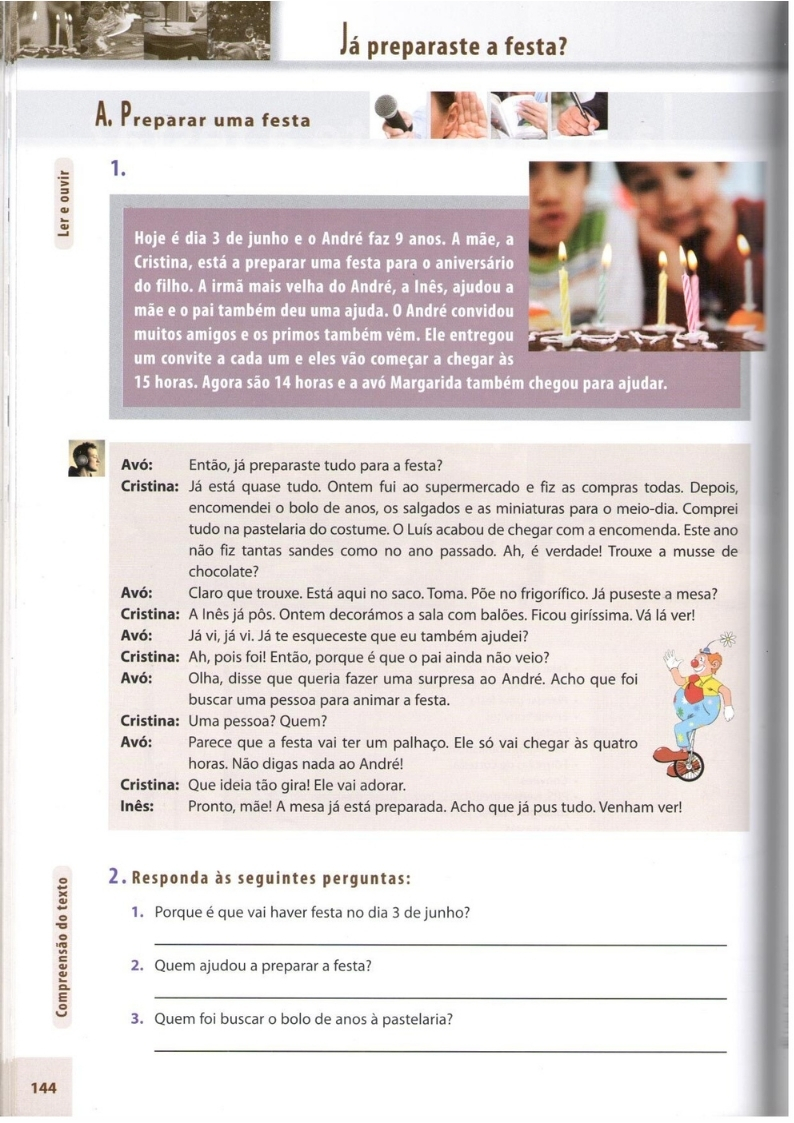 Já preparaste a festa?
A. Preparar uma festa
Ler e ouvir
1.
Hoje é dia 3 de junho e o André faz 9 anos. A mãe, a
Cristina, está a preparar uma festa para o aniversário
do filho. A irmã mais velha do André, a Inês, ajudou a
mãe e o pai também deu uma ajuda. O André convidou
muitos amigos e os primos também vêm. Ele entregou
um convite a cada um e eles vão começar a chegar às
15 horas. Agora são 14 horas e a avó Margarida também chegou para ajudar.
Avó: Então, já preparaste tudo para a festa?
Cristina: Já está quase tudo. Ontem fui ao supermercado e fiz as compras todas. Depois,
encomendei o bolo de anos, os salgados e as miniaturas para o meio-dia. Comprei
tudo na pastelaria do costume. O Luís acabou de chegar com a encomenda. Este ano
não fiz tantas sandes como no ano passado. Ah, é verdade! Trouxe a musse de
chocolate?
Avó: Claro que trouxe. Está aqui no saco. Toma. Põe no frigorífico. Já puseste a mesa?
Cristina: A Inês já pôs. Ontem decorámos a sala com balões. Ficou giríssima. Vá lá ver!
Avó: Já vi, já vi. Já te esqueceste que eu também ajudei?
Cristina: Ah, pois foi! Então, porque é que o pai ainda não veio?
Avó: Olha, disse que queria fazer uma surpresa ao André. Acho que foi
buscar uma pessoa para animar a festa.
Cristina: Uma pessoa? Quem?
Avó: Parece que a festa vai ter um palhaço. Ele só vai chegar às quatro
horas. Não digas nada ao André!
Cristina: Que ideia tão gira! Ele vai adorar.
Inês: Pronto, mãe! A mesa já está preparada. Acho que já pus tudo. Venham ver!
Compreensão do texto
2. Responda às seguintes perguntas:
1. Porque é que vai haver festa no dia 3 de junho?
2. Quem ajudou a preparar a festa?
3. Quem foi buscar o bolo de anos à pastelaria?
144